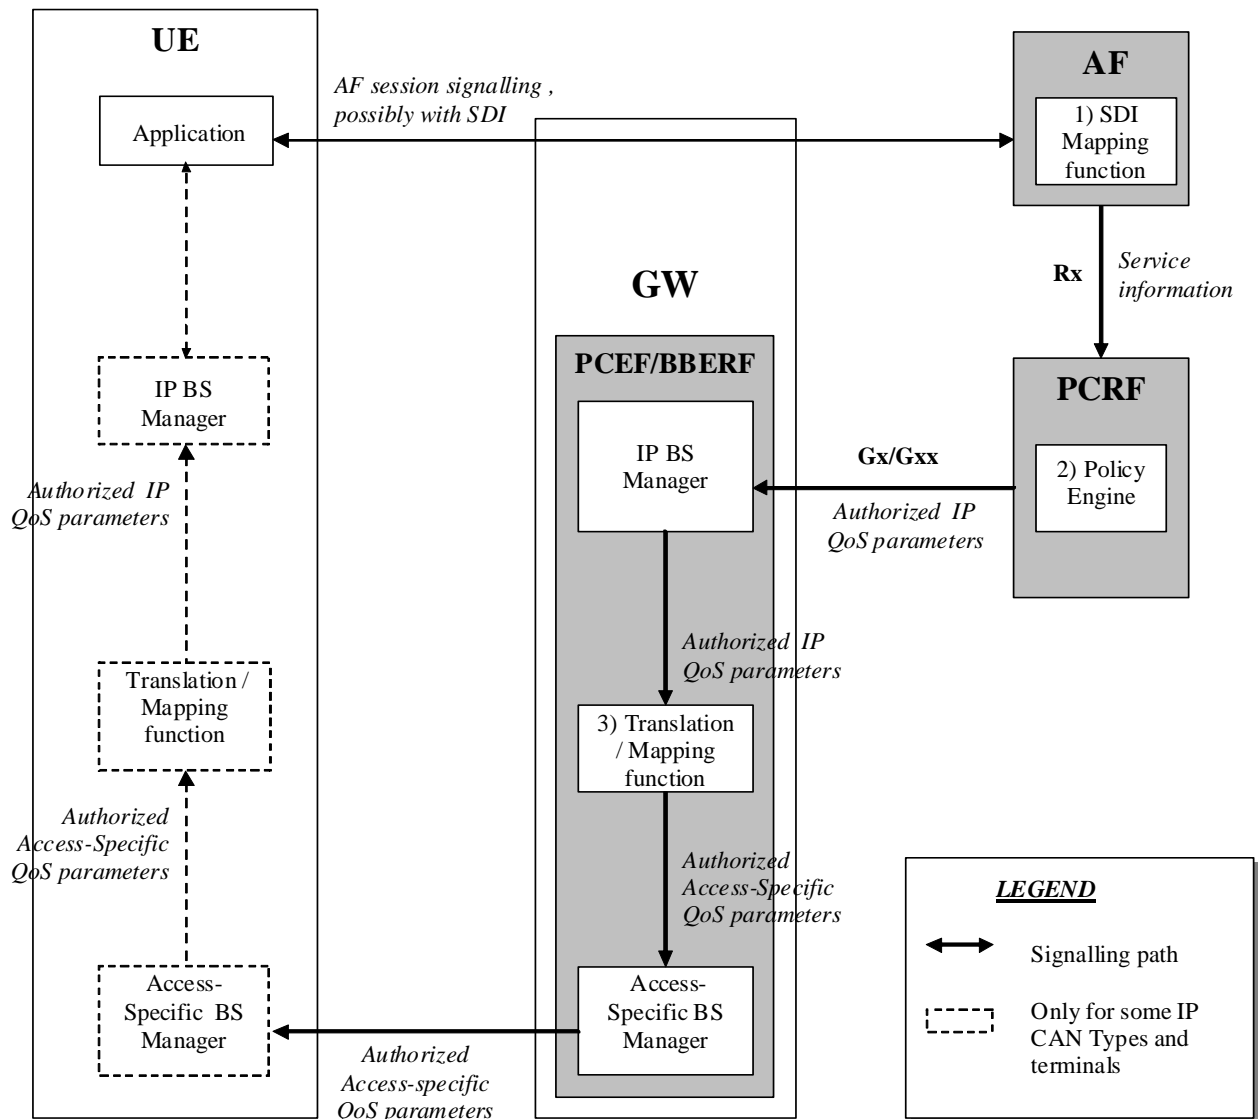 UE
Application
IP BS
Manager
Authorized IP
QoS parameters
Translation /
Mapping
function
Authorized
Access-Specific
QoS parameters
Access-
Specific BS
Manager
AF session signalling ,
possibly with SDI
GW
PCEF/BBERF
IP BS
Manager
Authorized IP
QoS parameters
3) Translation
/ Mapping
function
Authorized
Access-Specific
QoS parameters
Access-
Specific BS
Manager
Authorized
Access-specific
QoS parameters
AF
1) SDI
Mapping
function
Rx
Service
information
PCRF
2) Policy
Engine
Gx/Gxx
Authorized IP
QoS parameters
LEGEND
Signalling path
Only for some IP
CAN Types and
terminals